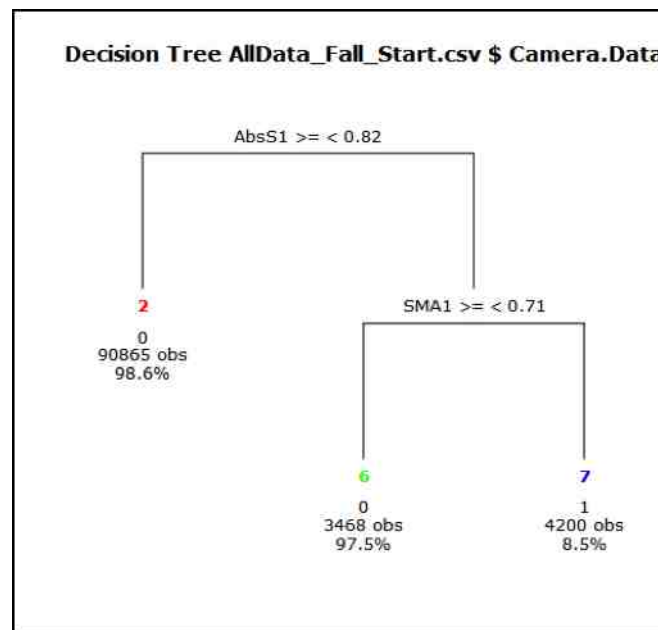 Decision Tree AllData_Fall_Start.csv $ Camera.Data
AbsS1 >= < 0.82
2
0
90865 obs
98.6%
SMA1 >= < 0.71
6
0
3468 obs
97.5%
7
1
4200 obs
8.5%